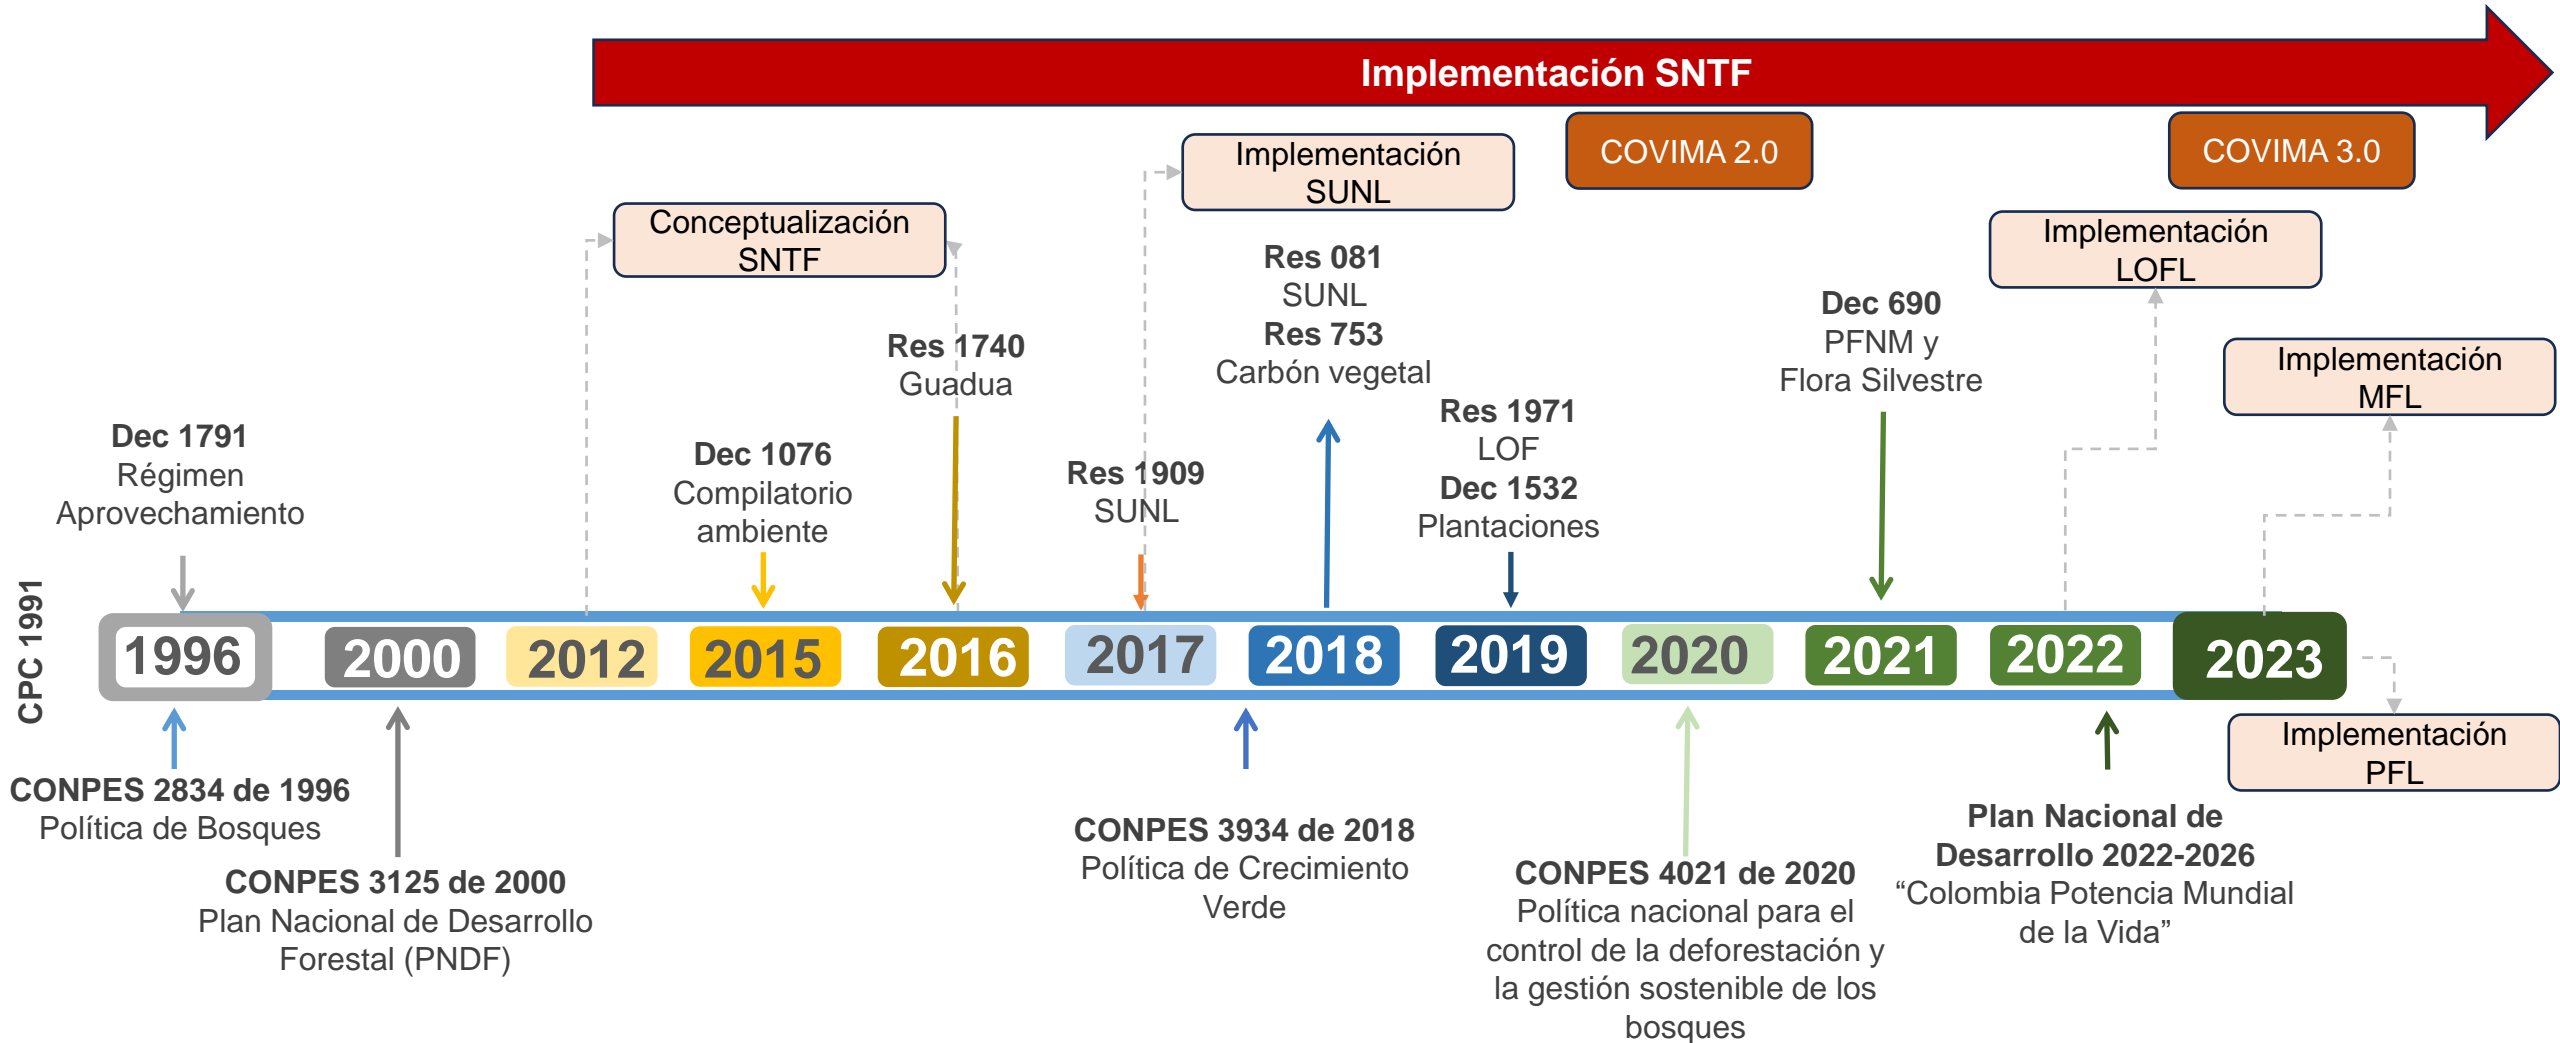 Implementación SNTF
COVIMA 2.0
COVIMA 3.0
Implementación
SUNL
Conceptualización
SNTF
Implementación
LOFL
Res 081
SUNL
Res 753
Carbón vegetal
Dec 690
PFNM y
Flora Silvestre
Res 1740
Guadua
Implementación
MFL
Dec 1791
Régimen
Aprovechamiento
Dec 1076
Compilatorio
ambiente
Res 1909
SUNL
Res 1971
LOF
Dec 1532
Plantaciones
CPC 1991
1996
2000
2012
2015
2016
2017
2018
2019
2020
2021
2022
2023
Implementación
PFL
CONPES 2834 de 1996
Política de Bosques
CONPES 3125 de 2000
Plan Nacional de Desarrollo
Forestal (PNDF)
CONPES 3934 de 2018
Política de Crecimiento
Verde
CONPES 4021 de 2020
Política nacional para el
control de la deforestación y
la gestión sostenible de los
bosques
Plan Nacional de
Desarrollo 2022-2026
“Colombia Potencia Mundial
de la Vida”